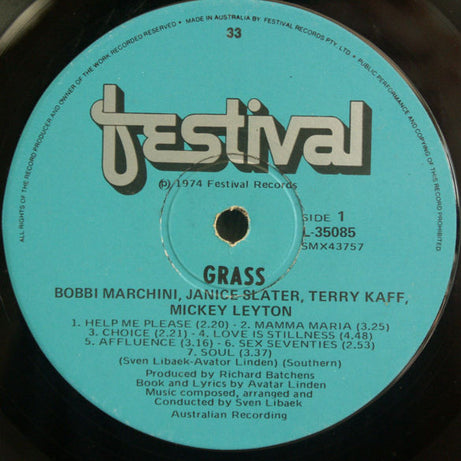 ALL RIGHTS OF THE RECORD PRODUCER AND OWNER OF THE WORK RECORDED RESERVED • MADE IN AUSTRALIA BY FESTIVAL RECORDS PTY. LTD • PUBLIC PERFORMANCE AND COPYING OF THIS RECORD PROHIBITED
33
festival
℗ 1974 Festival Records
SIDE 1
L-35085
SMX43757
GRASS
BOBBI MARCHINI, JANICE SLATER, TERRY KAFF,
MICKEY LEYTON
1. HELP ME PLEASE (2.20) - 2. MAMMA MARIA (3.25)
3. CHOICE (2.21) - 4. LOVE IS STILLNESS (4.48)
5. AFFLUENCE (3.16) - 6. SEX SEVENTIES (2.53)
7. SOUL (3.37)
(Sven Libaek-Avatar Linden) (Southern)
Produced by Richard Batchens
Book and Lyrics by Avatar Linden
Music composed, arranged and
Conducted by Sven Libaek
Australian Recording